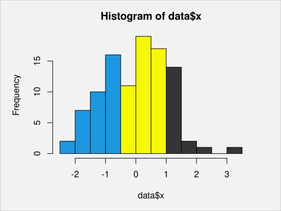 Histogram of data$x
Frequency
15
10
5
0
-2 -1 0 1 2 3
data$x